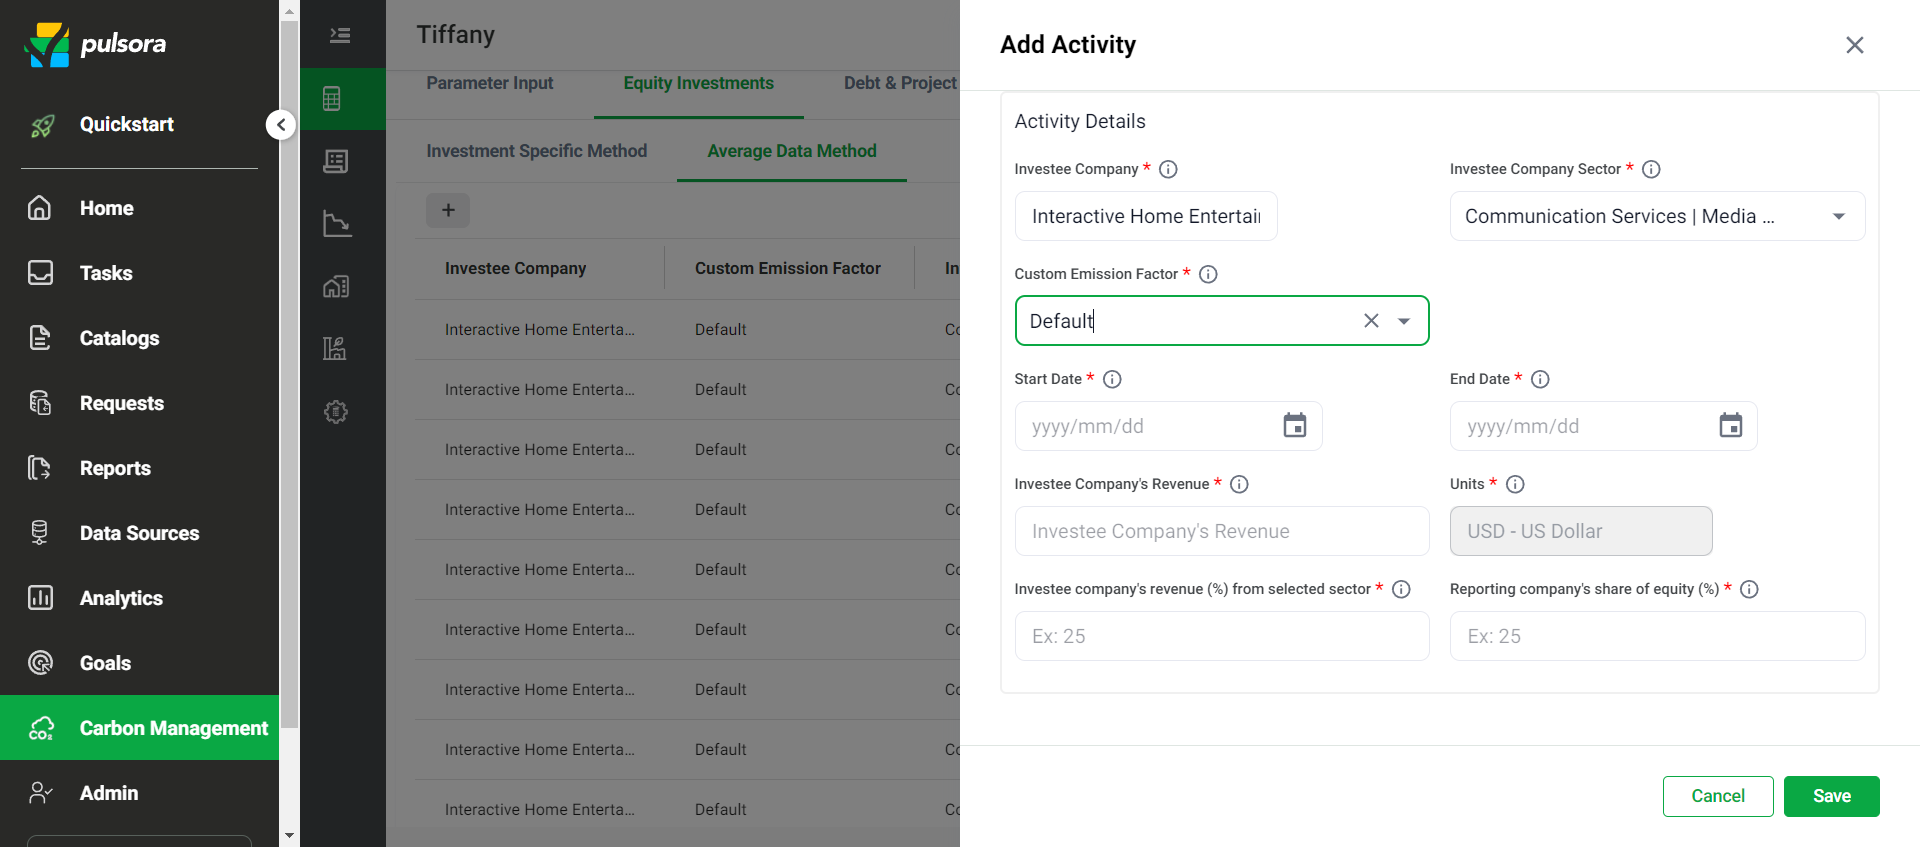 pulsora
Quickstart
Home
Tasks
Catalogs
Requests
Reports
Data Sources
Analytics
Goals
CO₂
Carbon Management
Admin
Tiffany
Parameter Input
Equity Investments
Debt & Project
Investment Specific Method
Average Data Method
+
Investee Company
Custom Emission Factor
In
Interactive Home Enterta...
Default
Co
Interactive Home Enterta...
Default
Co
Interactive Home Enterta...
Default
Co
Interactive Home Enterta...
Default
Co
Interactive Home Enterta...
Default
Co
Interactive Home Enterta...
Default
Co
Interactive Home Enterta...
Default
Co
Interactive Home Enterta...
Default
Co
Interactive Home Enterta...
Default
Co
Add Activity
Activity Details
Investee Company *
Investee Company Sector *
Interactive Home Entertai
Communication Services | Media ...
Custom Emission Factor *
Default
Start Date *
End Date *
yyyy/mm/dd
yyyy/mm/dd
Investee Company's Revenue *
Units *
Investee Company's Revenue
USD - US Dollar
Investee company's revenue (%) from selected sector *
Reporting company's share of equity (%) *
Ex: 25
Ex: 25
Cancel
Save